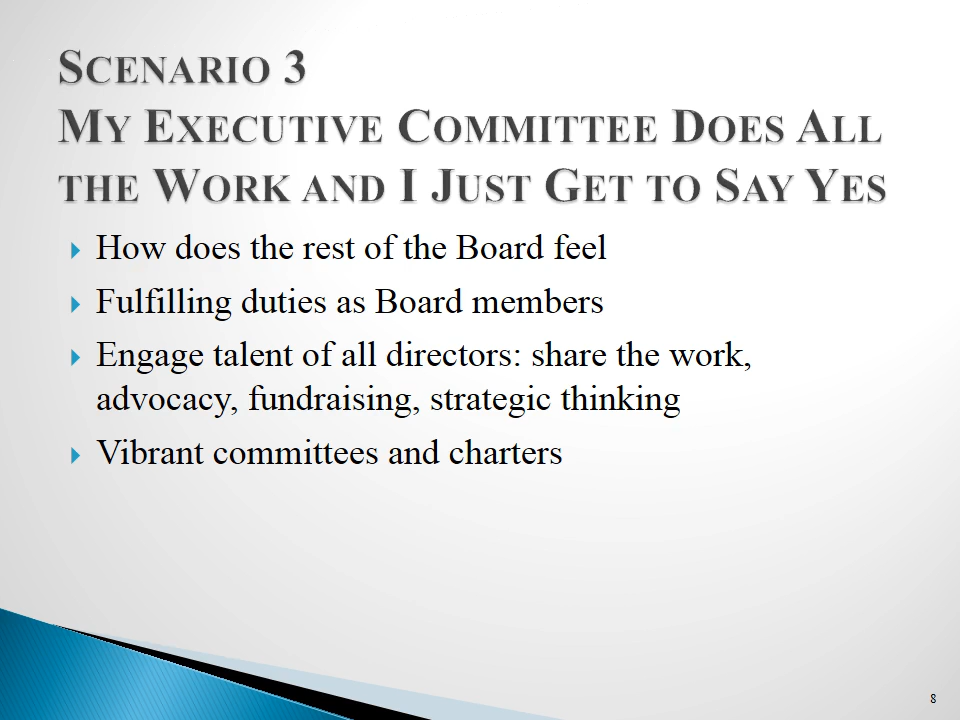 Scenario 3
My Executive Committee Does All
the Work and I Just Get to Say Yes
How does the rest of the Board feel
Fulfilling duties as Board members
Engage talent of all directors: share the work,
advocacy, fundraising, strategic thinking
Vibrant committees and charters
8